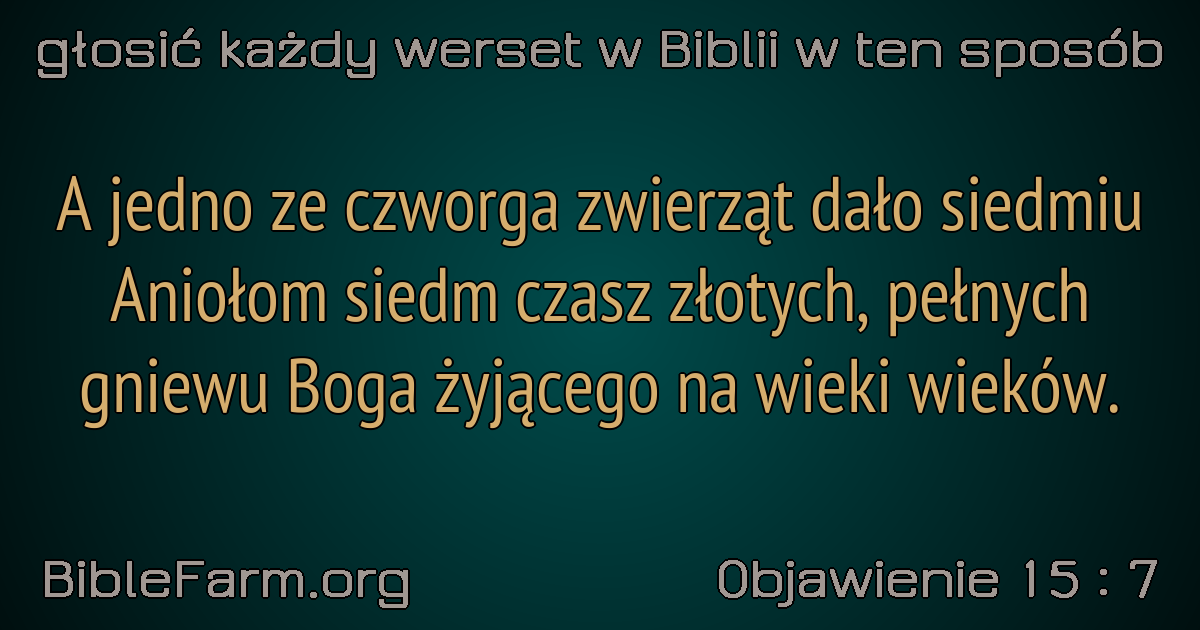 głosić każdy werset w Biblii w ten sposób
A jedno ze czworga zwierząt dało siedmiu
Aniołom siedm czasz złotych, pełnych
gniewu Boga żyjącego na wieki wieków.
BibleFarm.org
Objawienie 15 : 7